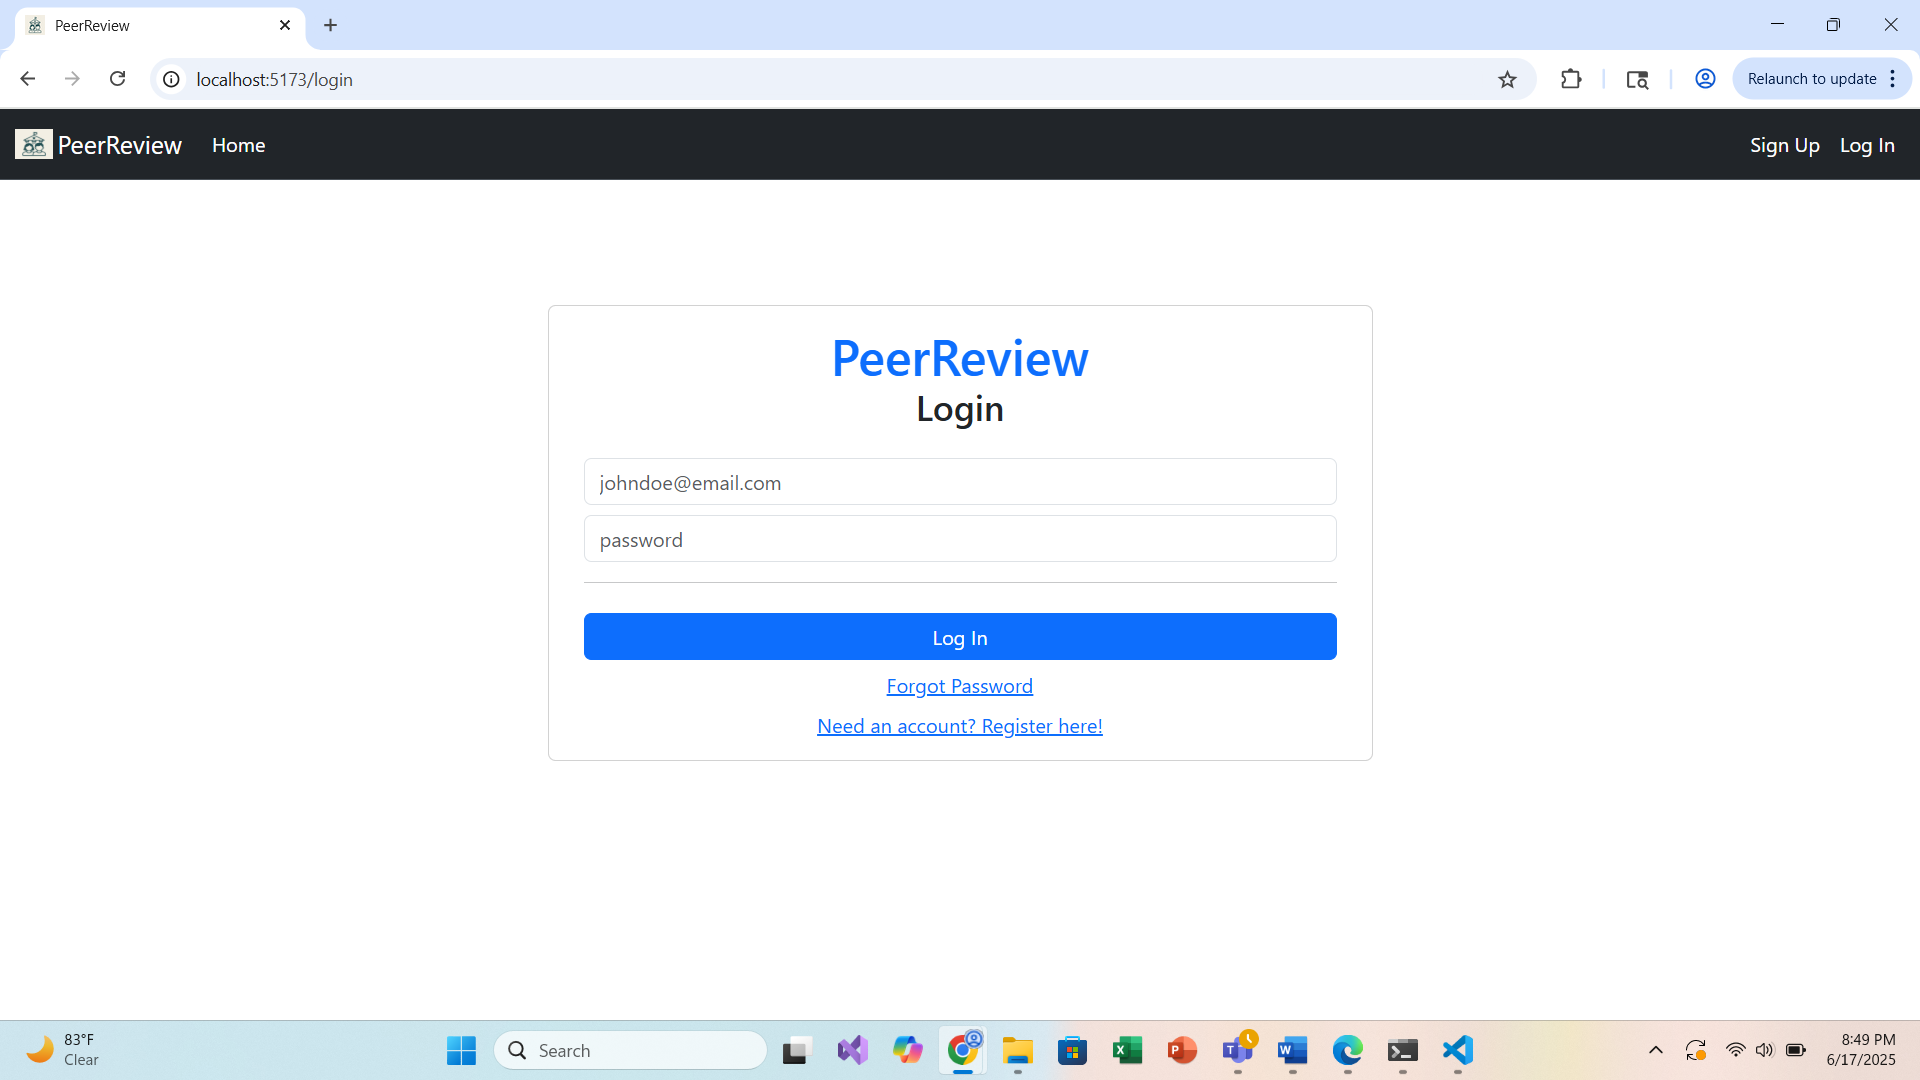 PeerReview
localhost:5173/login
Relaunch to update
PeerReview
Home
Sign Up
Log In
PeerReview
Login
johndoe@email.com
password
Log In
Forgot Password
Need an account? Register here!
83°F
Clear
Search
8:49 PM
6/17/2025